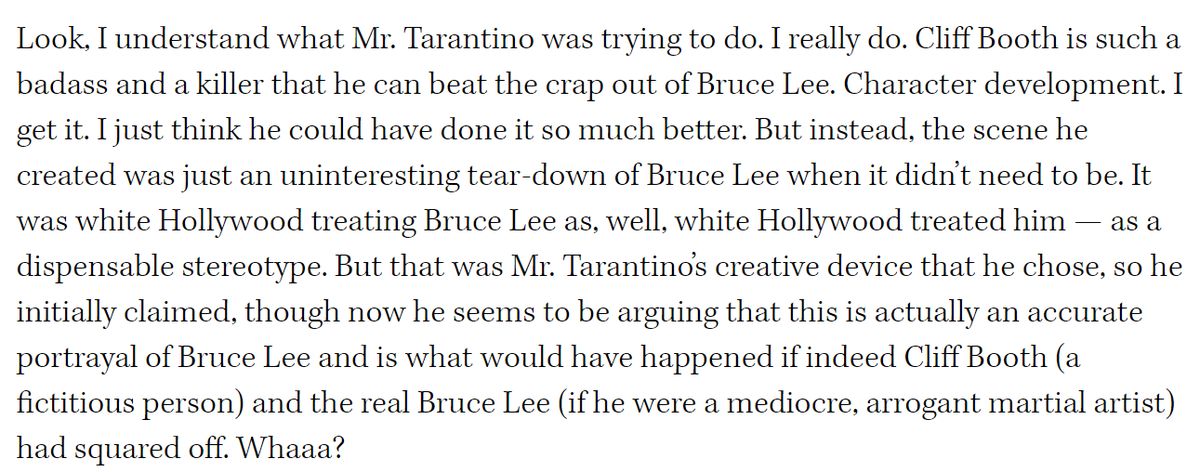 Look, I understand what Mr. Tarantino was trying to do. I really do. Cliff Booth is such a
badass and a killer that he can beat the crap out of Bruce Lee. Character development. I
get it. I just think he could have done it so much better. But instead, the scene he
created was just an uninteresting tear-down of Bruce Lee when it didn’t need to be. It
was white Hollywood treating Bruce Lee as, well, white Hollywood treated him — as a
dispensable stereotype. But that was Mr. Tarantino’s creative device that he chose, so he
initially claimed, though now he seems to be arguing that this is actually an accurate
portrayal of Bruce Lee and is what would have happened if indeed Cliff Booth (a
fictitious person) and the real Bruce Lee (if he were a mediocre, arrogant martial artist)
had squared off. Whaaa?